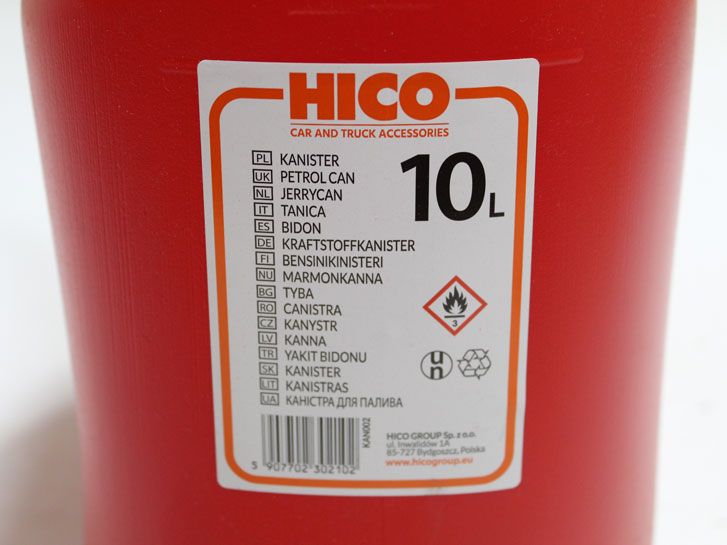 HICO
CAR AND TRUCK ACCESSORIES
10L
PL KANISTER
UK PETROL CAN
NL JERRYCAN
IT TANICA
ES BIDON
DE KRAFTSTOFFKANISTER
FI BENSINIKINISTERI
NU MARMONKANNA
BG TYBA
RO CANISTRA
CZ KANYSTR
LV KANNA
TR YAKIT BIDONU
SK KANISTER
LIT KANISTRAS
UA КАНІСТРА ДЛЯ ПАЛИВА
3
un
KAN002
5 907702 302102
HICO GROUP Sp. z o.o.
ul. Inwalidów 1A
85-727 Bydgoszcz, Polska
www.hicogroup.eu